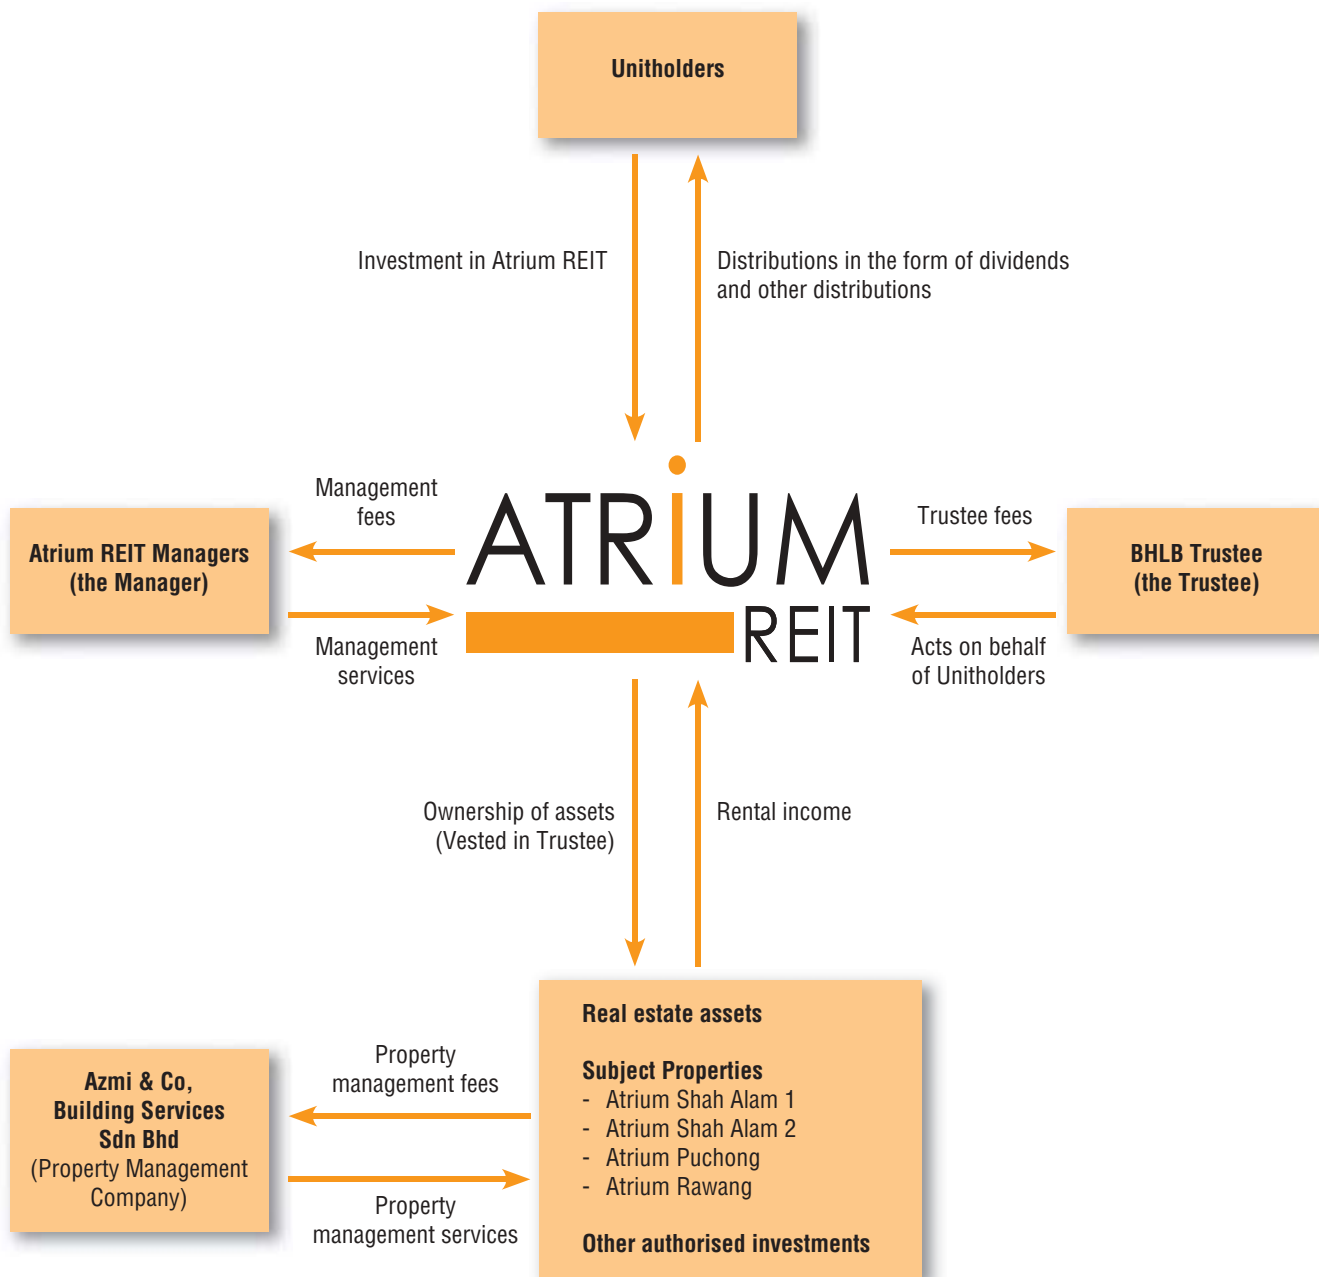 Unitholders
Investment in Atrium REIT
Distributions in the form of dividends
and other distributions
Management
fees
Atrium REIT Managers
(the Manager)
Management
services
ATRiUM
REIT
Trustee fees
BHLB Trustee
(the Trustee)
Acts on behalf
of Unitholders
Ownership of assets
(Vested in Trustee)
Rental income
Azmi & Co,
Building Services
Sdn Bhd
(Property Management
Company)
Property
management fees
Property
management services
Real estate assets
Subject Properties
- Atrium Shah Alam 1
- Atrium Shah Alam 2
- Atrium Puchong
- Atrium Rawang
Other authorised investments